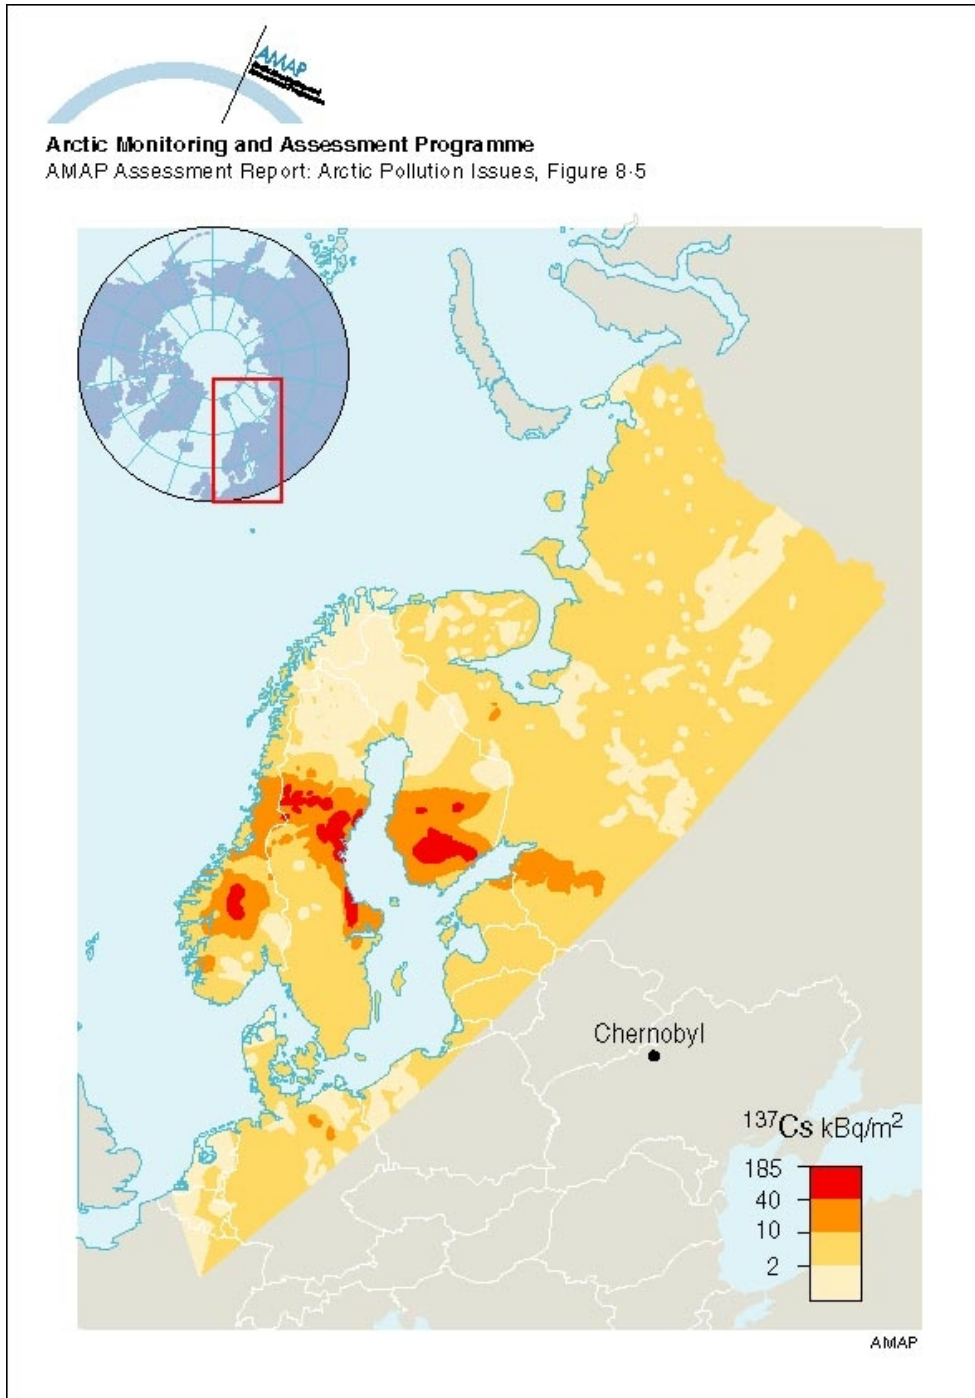 AMAP
Arctic Monitoring and Assessment Programme
AMAP Assessment Report: Arctic Pollution Issues, Figure 8·5
Chernobyl
¹³⁷Cs kBq/m²
185
40
10
2
AMAP